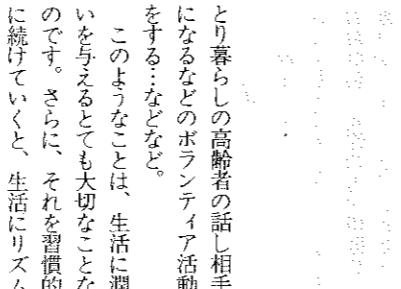 とり暮らしの高齢者の話し相手
になるなどのボランティア活動
をする…などなど。
このようなことは、生活に潤
いを与えるとても大切なことな
のです。さらに、それを習慣的
に続けていくと、生活にリズム